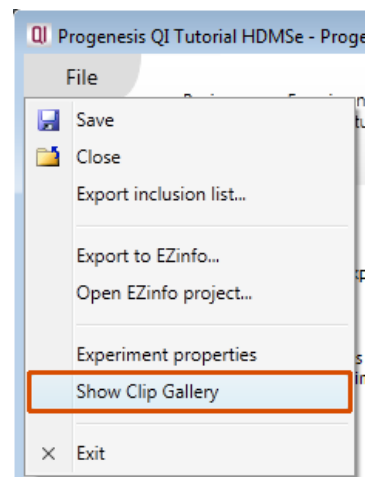 QI Progenesis QI Tutorial HDMSe - Proge
File
Save
Close
Export inclusion list...
Export to EZinfo...
Open EZinfo project...
Experiment properties
Show Clip Gallery
Exit